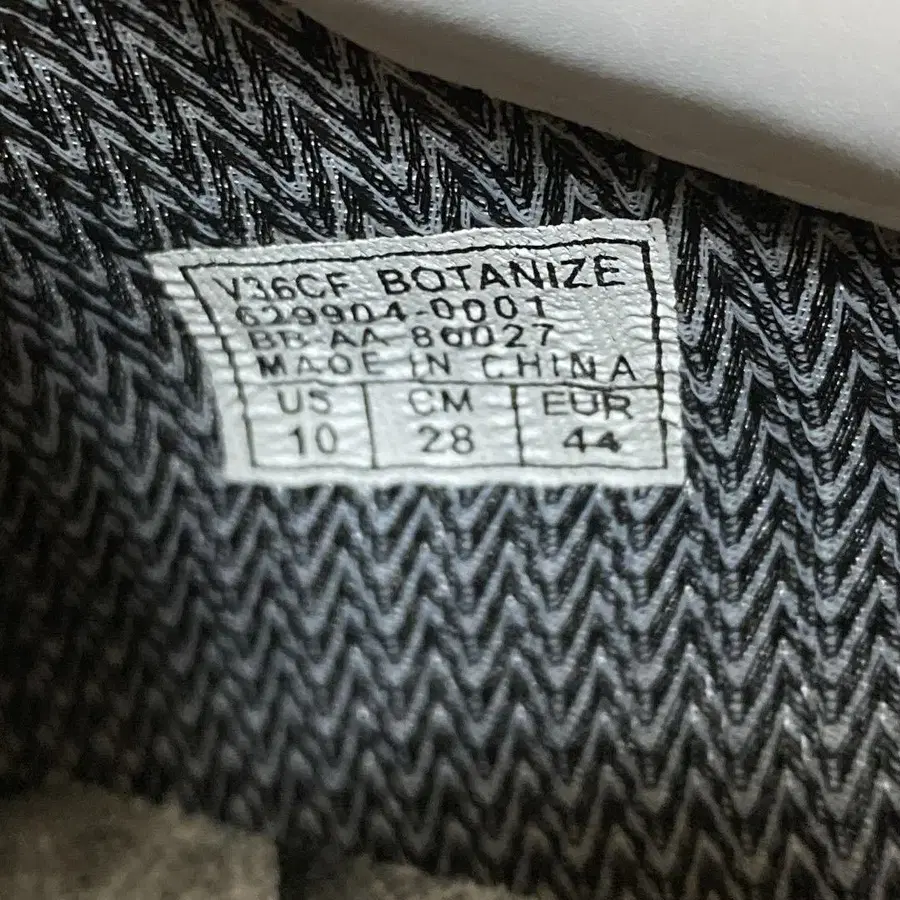 V36CF BOTANIZE
629904-0001
BB-AA-80027
MADE IN CHINA
US CM EUR
10 28 44